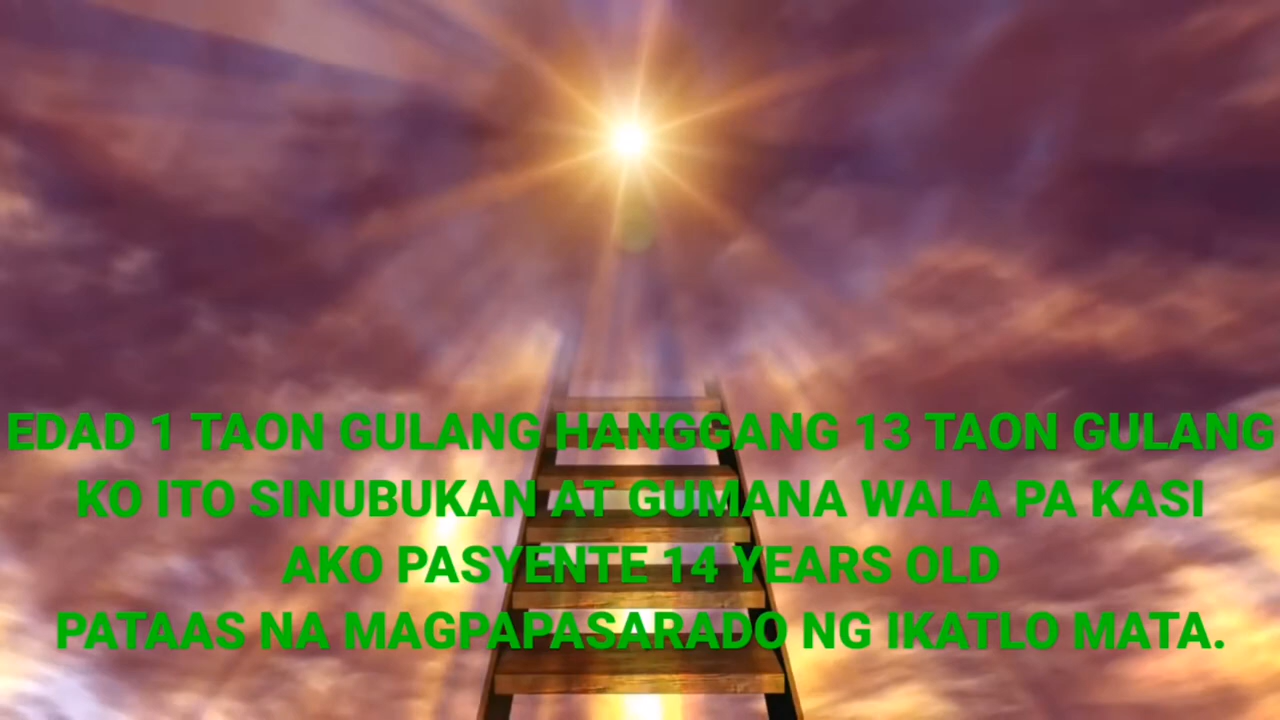 EDAD 1 TAON GULANG HANGGANG 13 TAON GULANG
KO ITO SINUBUKAN AT GUMANA WALA PA KASI
AKO PASYENTE 14 YEARS OLD
PATAAS NA MAGPAPASARADO NG IKATLO MATA.